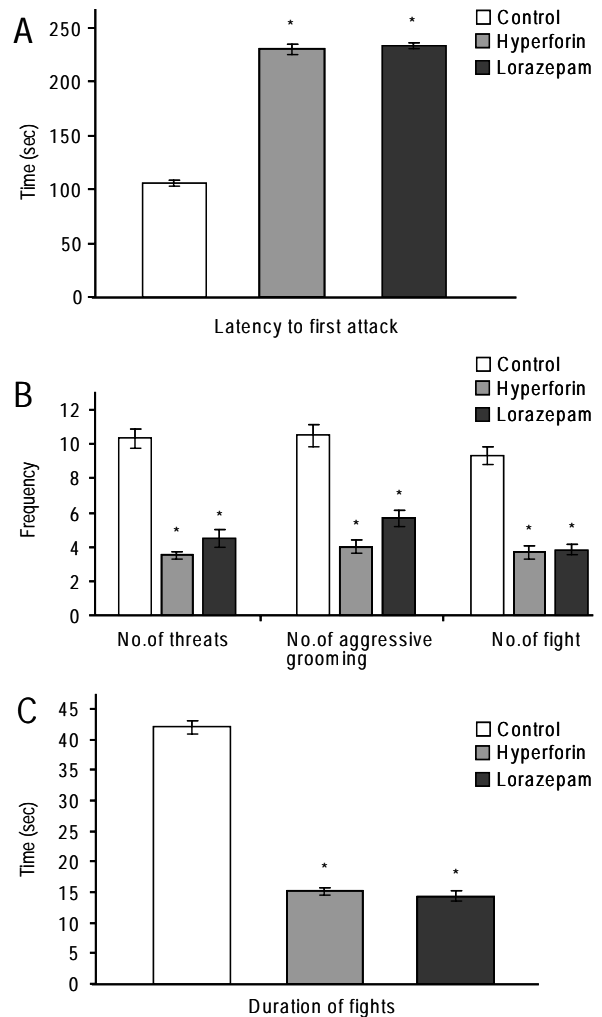 A
Control
Hyperforin
Lorazepam
Time (sec)
250
200
150
100
50
0
*
*
Latency to first attack
B
Control
Hyperforin
Lorazepam
Frequency
12
10
8
6
4
2
0
*
*
*
*
*
*
No.of threats
No.of aggressive
grooming
No.of fight
C
Control
Hyperforin
Lorazepam
Time (sec)
45
40
35
30
25
20
15
10
5
0
*
*
Duration of fights